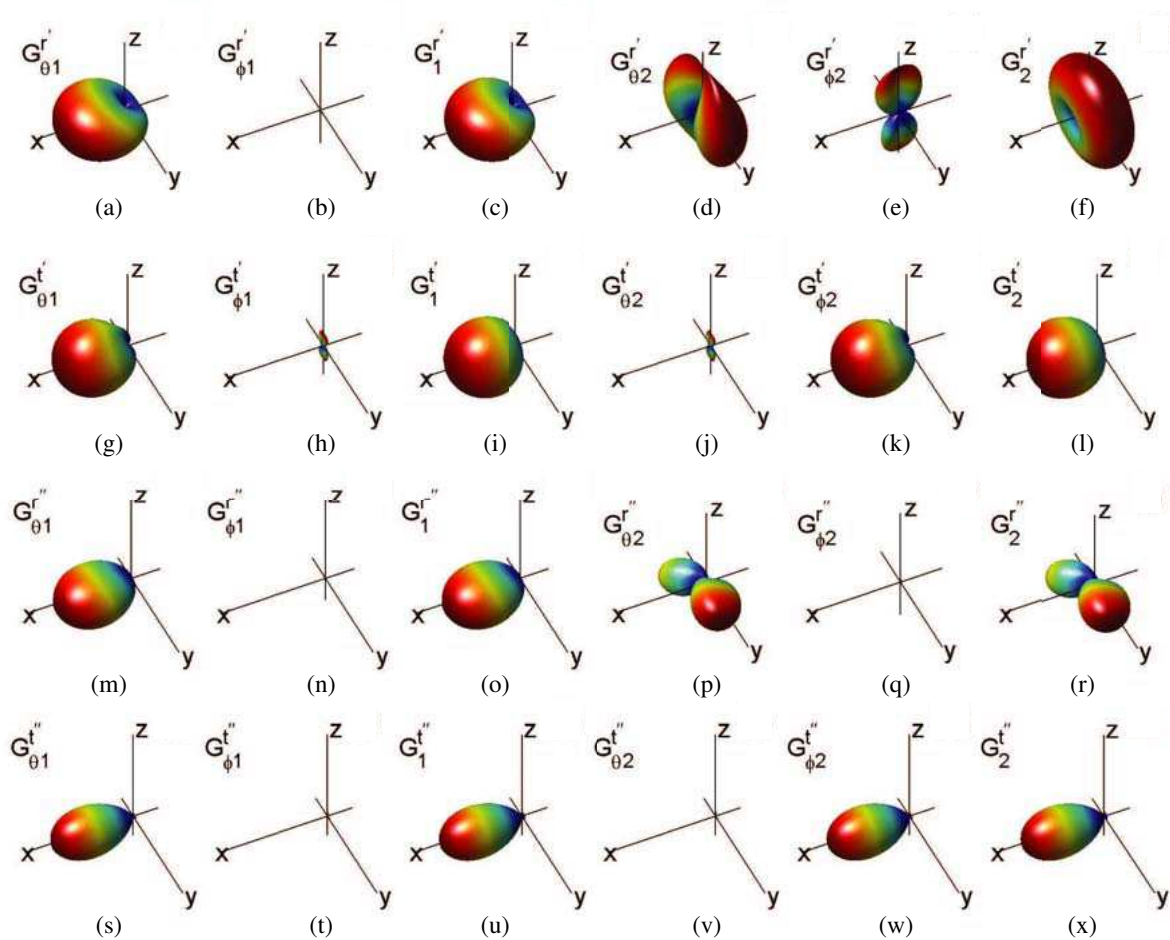 G^{r'}_{θ1} z x y G^{r'}_{ϕ1} z x y G^{r'}_{1} z x y G^{r'}_{θ2} z x y G^{r'}_{ϕ2} z x y G^{r'}_{2} z x y
(a) (b) (c) (d) (e) (f)
G^{t'}_{θ1} z x y G^{t'}_{ϕ1} z x y G^{t'}_{1} z x y G^{t'}_{θ2} z x y G^{t'}_{ϕ2} z x y G^{t'}_{2} z x y
(g) (h) (i) (j) (k) (l)
G^{r''}_{θ1} z x y G^{r''}_{ϕ1} z x y G^{r''}_{1} z x y G^{r''}_{θ2} z x y G^{r''}_{ϕ2} z x y G^{r''}_{2} z x y
(m) (n) (o) (p) (q) (r)
G^{t''}_{θ1} z x y G^{t''}_{ϕ1} z x y G^{t''}_{1} z x y G^{t''}_{θ2} z x y G^{t''}_{ϕ2} z x y G^{t''}_{2} z x y
(s) (t) (u) (v) (w) (x)